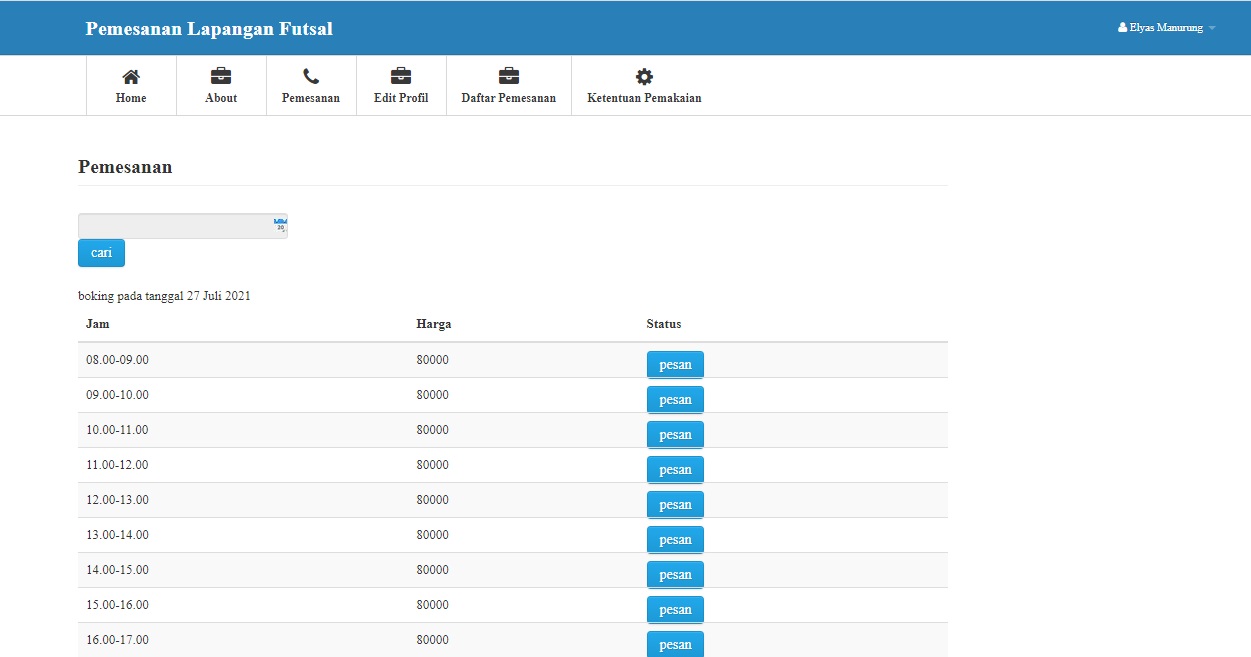 Pemesanan Lapangan Futsal
Elyas Manurung
Home About Pemesanan Edit Profil Daftar Pemesanan Ketentuan Pemakaian
Pemesanan
20
cari
boking pada tanggal 27 Juli 2021
Jam Harga Status
08.00-09.00 80000 pesan
09.00-10.00 80000 pesan
10.00-11.00 80000 pesan
11.00-12.00 80000 pesan
12.00-13.00 80000 pesan
13.00-14.00 80000 pesan
14.00-15.00 80000 pesan
15.00-16.00 80000 pesan
16.00-17.00 80000 pesan